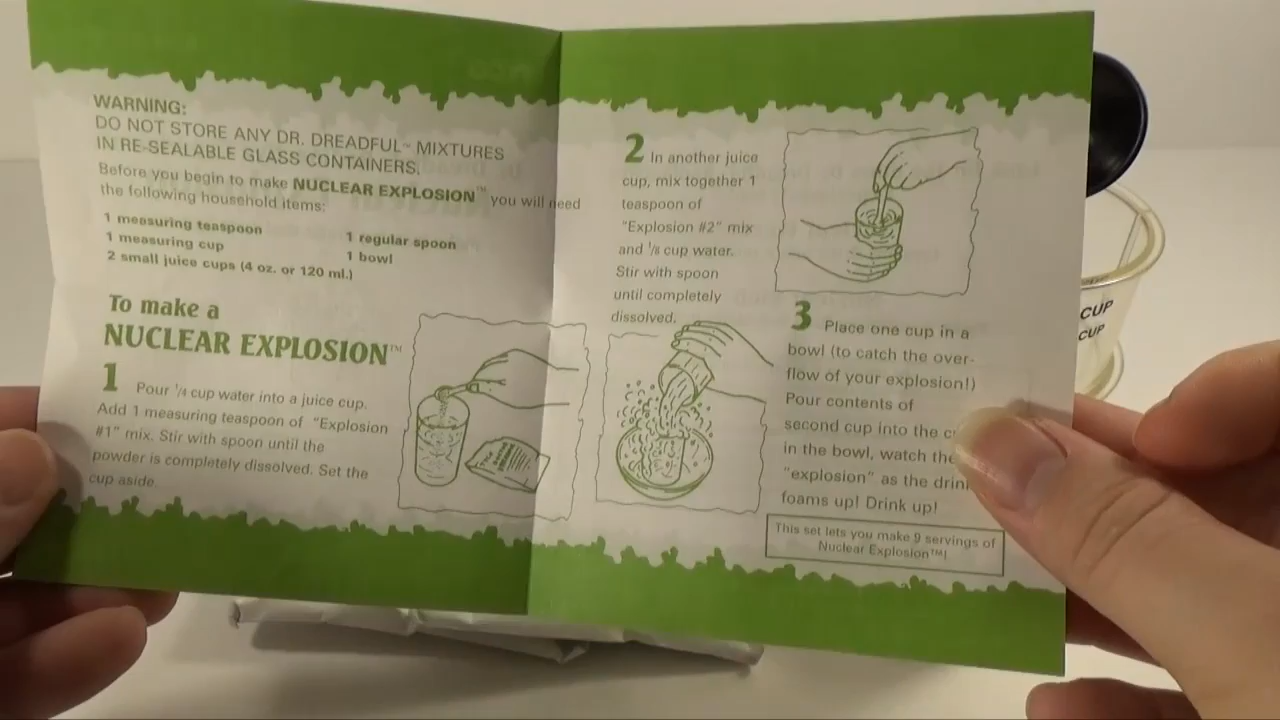 WARNING:
DO NOT STORE ANY DR. DREADFUL™ MIXTURES
IN RE-SEALABLE GLASS CONTAINERS.
Before you begin to make NUCLEAR EXPLOSION™ you will need
the following household items:
1 measuring teaspoon
1 measuring cup
2 small juice cups (4 oz. or 120 ml.)
1 regular spoon
1 bowl
To make a
NUCLEAR EXPLOSION™
1 Pour 1/4 cup water into a juice cup.
Add 1 measuring teaspoon of "Explosion
#1" mix. Stir with spoon until the
powder is completely dissolved. Set the
cup aside.
2 In another juice
cup, mix together 1
teaspoon of
"Explosion #2" mix
and 1/8 cup water.
Stir with spoon
until completely
dissolved.
3 Place one cup in a
bowl (to catch the over-
flow of your explosion!)
Pour contents of
second cup into the
in the bowl, watch the
"explosion" as the drink
foams up! Drink up!
This set lets you make 9 servings of
Nuclear Explosion™!
CUP
CUP